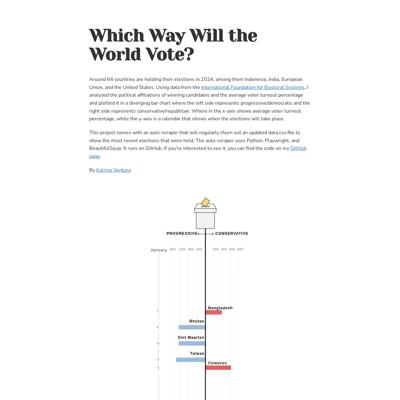 Which Way Will the
World Vote?
Around 64 countries are holding their elections in 2024, among them Indonesia, India, European
Union, and the United States. Using data from the International Foundation for Electoral Systems, I
analyzed the political affiliations of winning candidates and the average voter turnout percentage
and plotted it in a diverging bar chart where the left side represents progressive/democratic and the
right side represents conservative/republican. Where in the x-axis shows average voter turnout
percentage, while the y-axis is a calendar that shows when the elections will take place.
This project comes with an auto-scraper that will regularly churn out an updated data.csv file to
show the most recent elections that were held. The auto-scraper uses Python, Playwright, and
BeautifulSoup. It runs on GitHub. If you're interested to see it, you can find the code on my GitHub
page.
By Katrina Ventura
PROGRESSIVE CONSERVATIVE
January
Bangladesh
Bhutan
Sint Maarten
Taiwan
Comoros